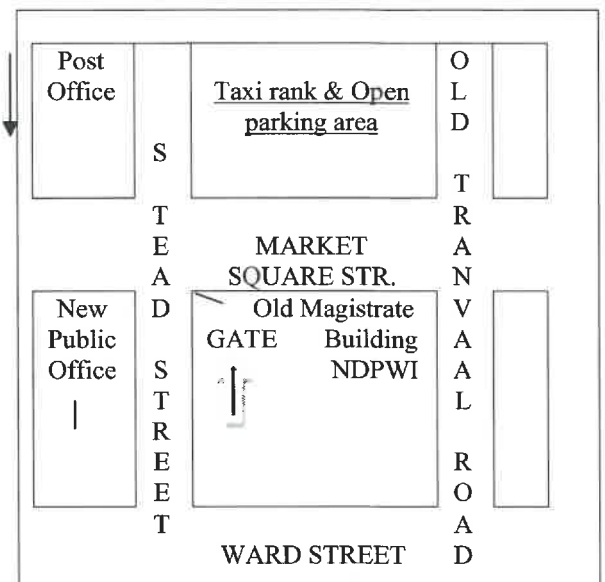 Post
Office
Taxi rank & Open
parking area
STEAD STREET
OLD TRANVAAL ROAD
MARKET
SQUARE STR.
New
Public
Office
Old Magistrate
GATE Building
NDPWI
WARD STREET